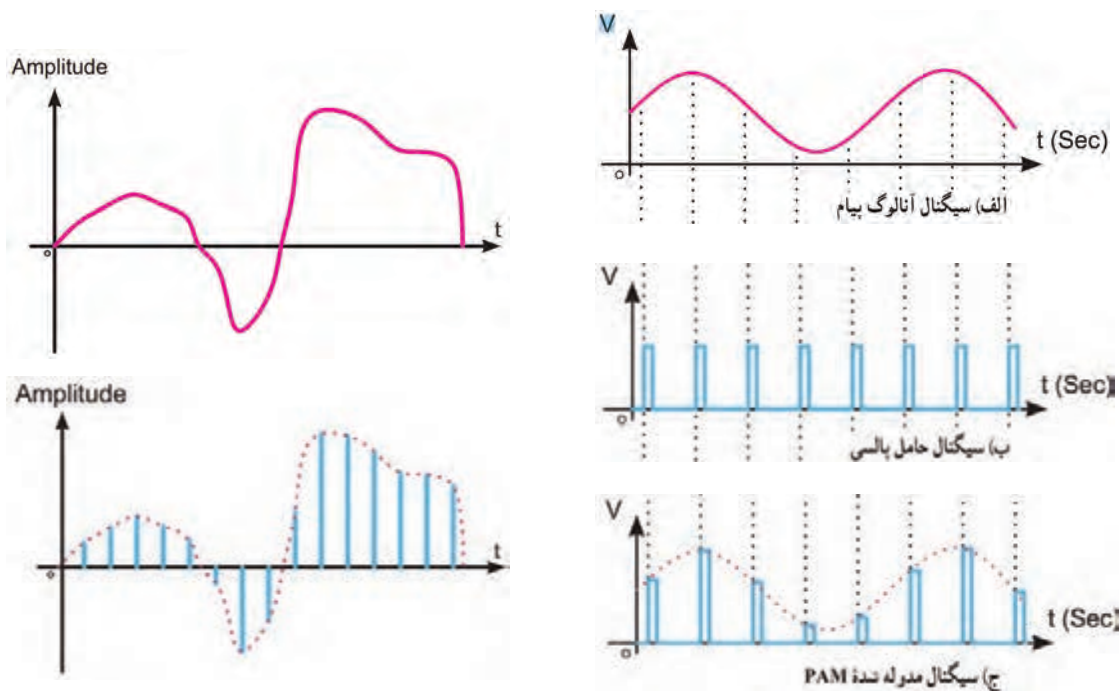 Amplitude
t
o
Amplitude
t
o
V
t (Sec)
o
الف) سیگنال آنالوگ پیام
V
t (Sec)
o
ب) سیگنال حامل پالسی
V
t (Sec)
o
ج) سیگنال مدوله شدهٔ PAM